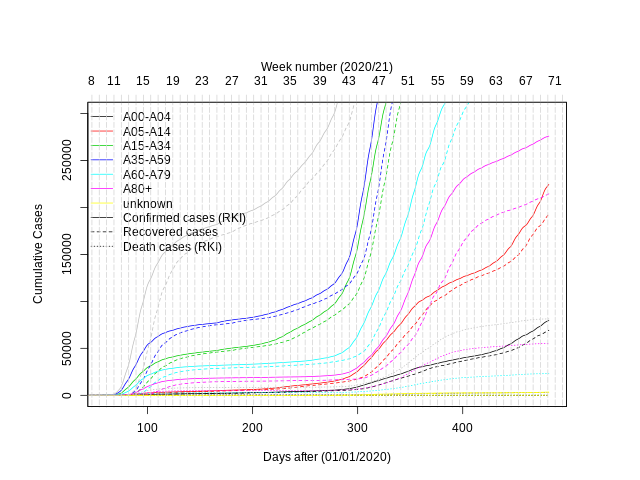 Week number (2020/21)
8 11 15 19 23 27 31 35 39 43 47 51 55 59 63 67 71
A00-A04
A05-A14
A15-A34
A35-A59
A60-A79
A80+
unknown
Confirmed cases (RKI)
Recovered cases
Death cases (RKI)
Cumulative Cases
0 50000 150000 250000
100 200 300 400
Days after (01/01/2020)